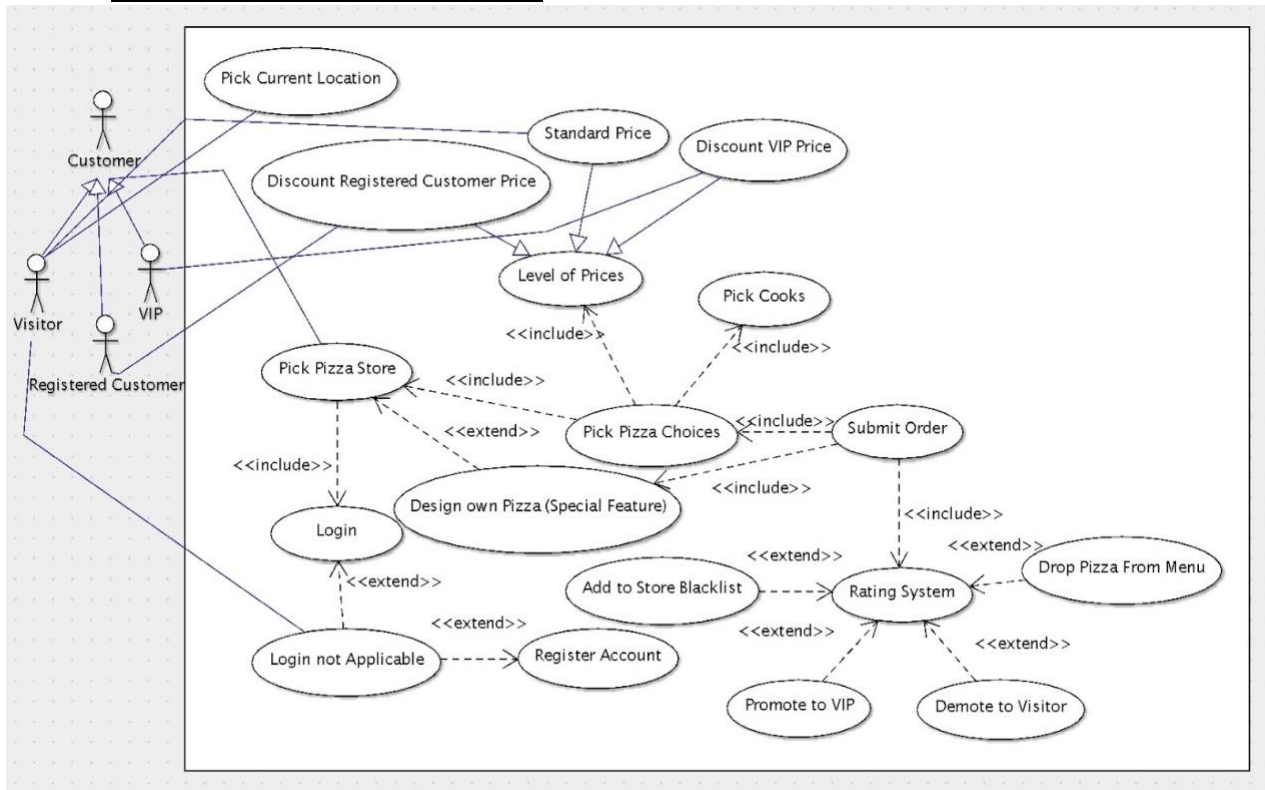 Pick Current Location
Customer
Standard Price
Discount VIP Price
Discount Registered Customer Price
Level of Prices
Pick Cooks
Visitor
VIP
<<include>>
<<include>>
Registered Customer
Pick Pizza Store
<<include>>
<<extend>>
Pick Pizza Choices
<<include>>
Submit Order
<<include>>
<<include>>
Design own Pizza (Special Feature)
<<include>>
Login
<<extend>>
<<extend>>
<<extend>>
Add to Store Blacklist
Rating System
Drop Pizza From Menu
<<extend>>
<<extend>>
<<extend>>
Login not Applicable
Register Account
Promote to VIP
Demote to Visitor